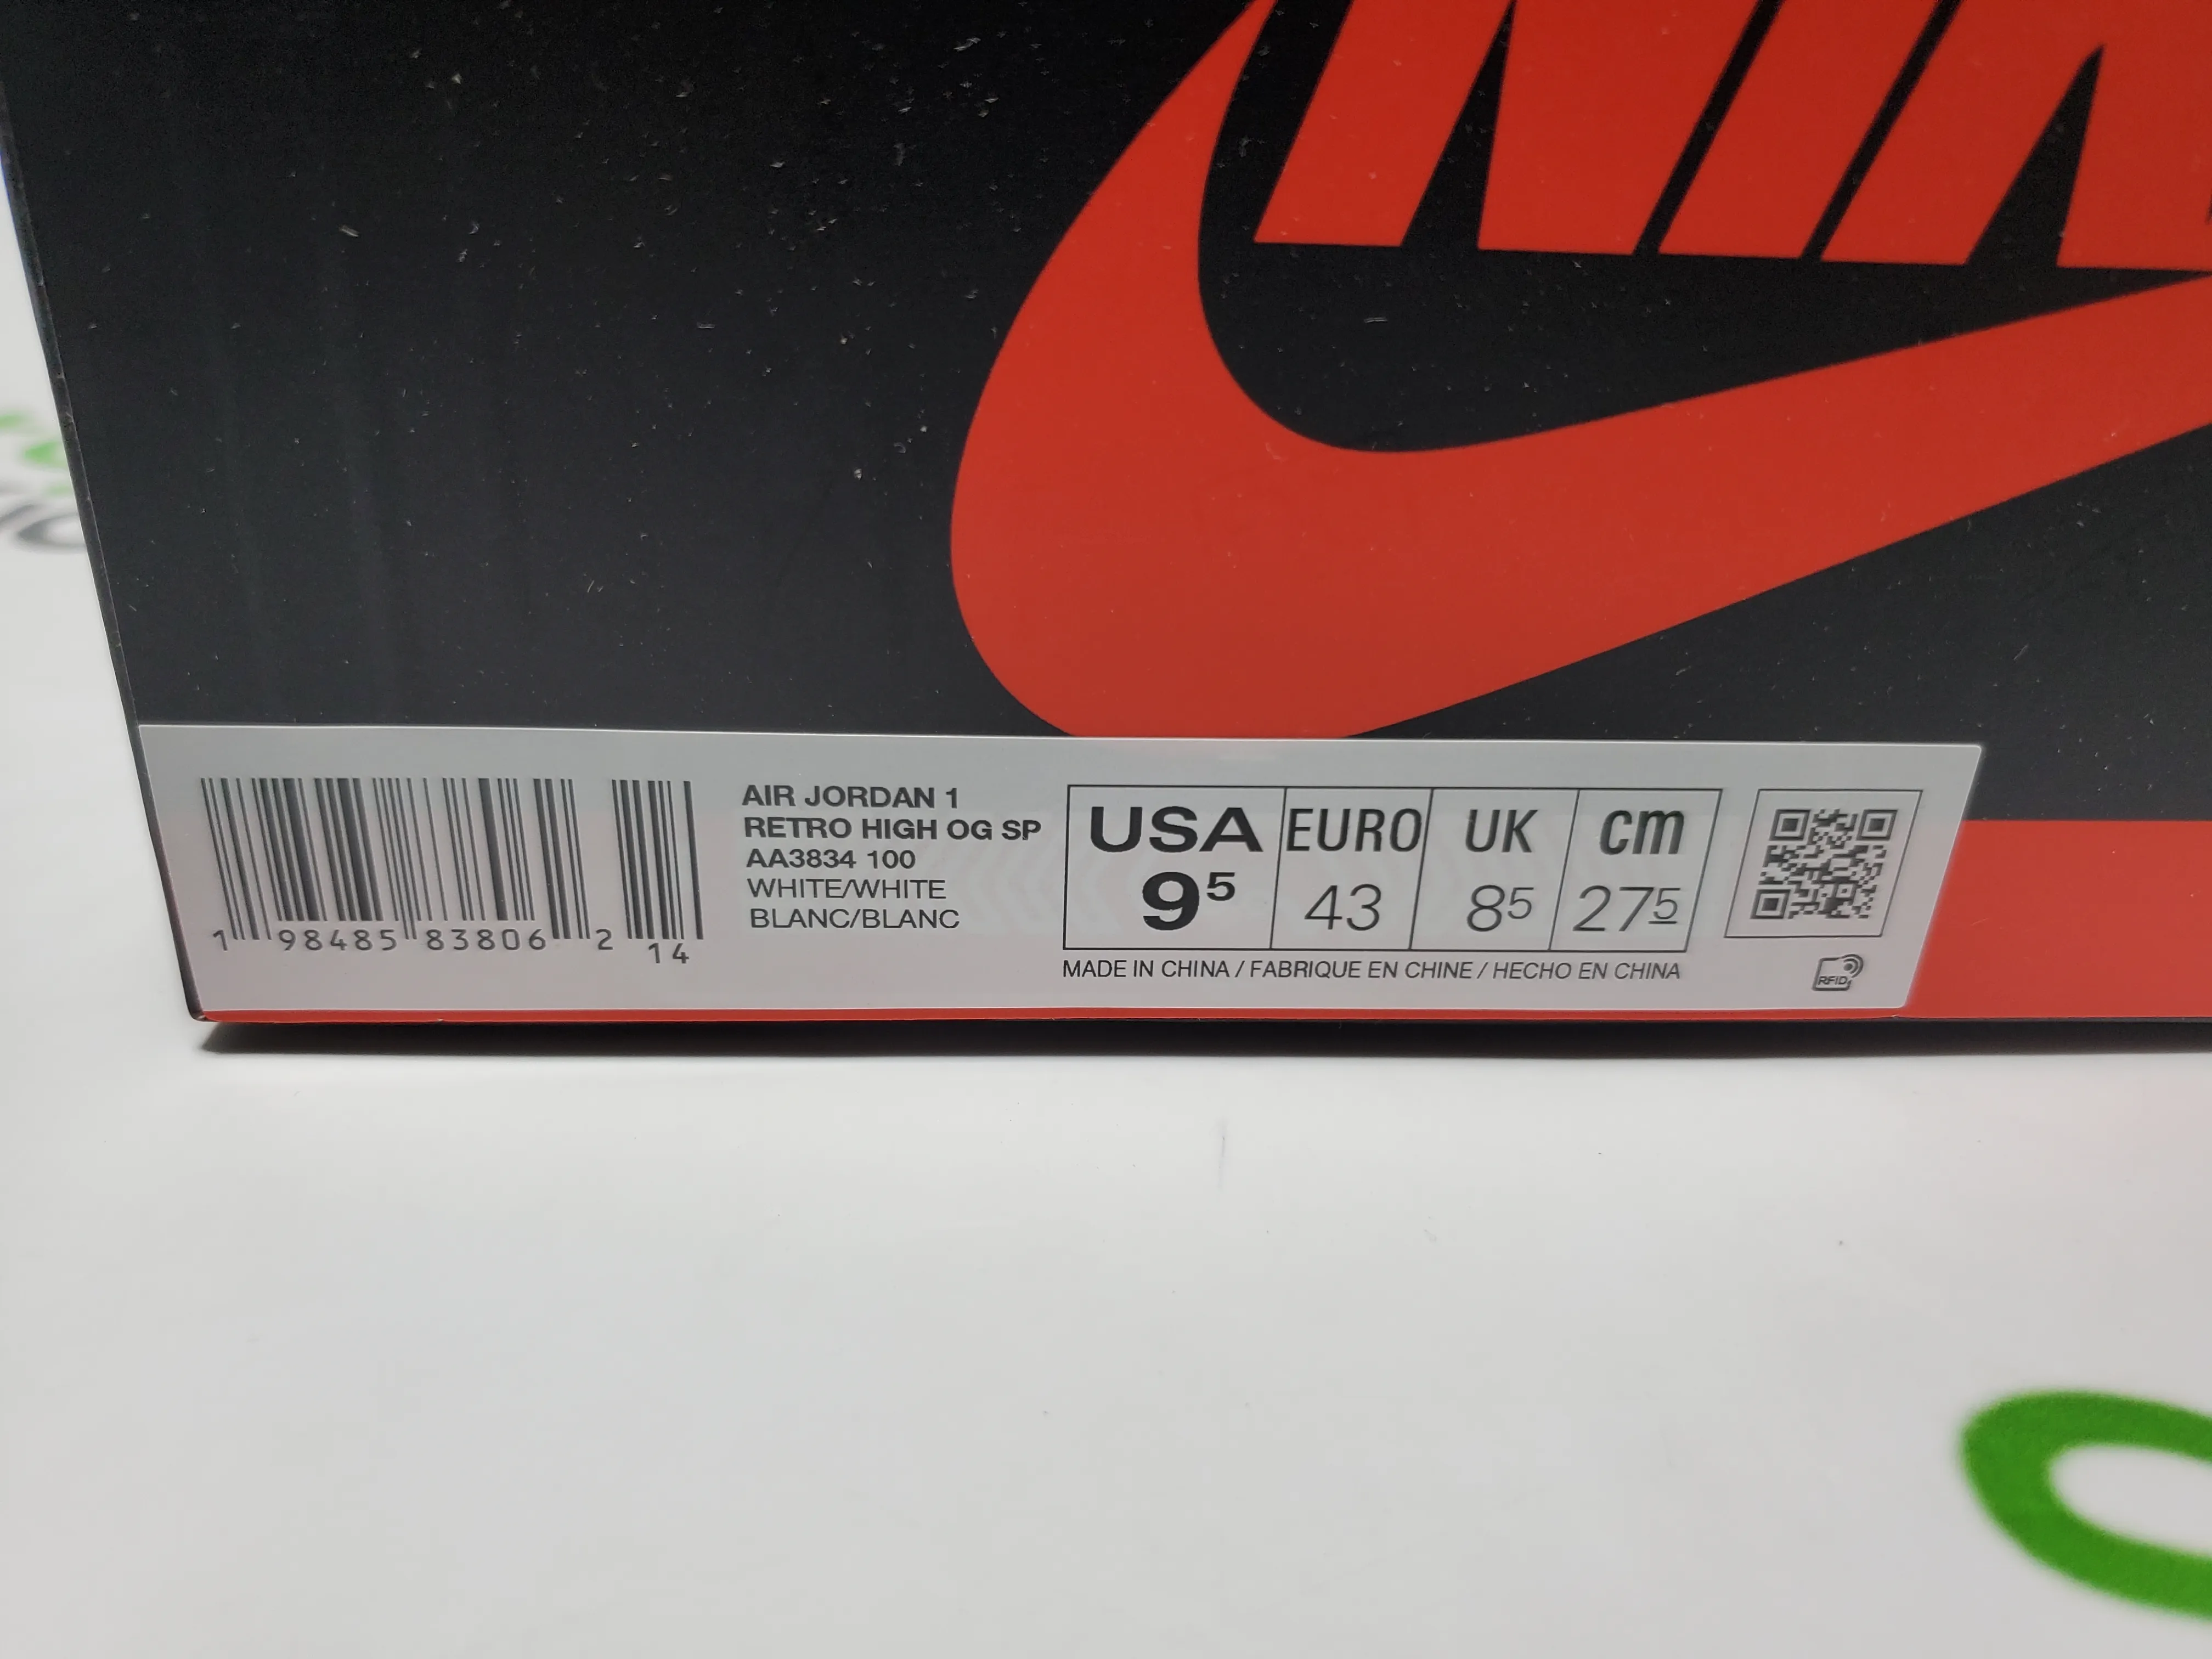 AIR JORDAN 1
RETRO HIGH OG SP
AA3834 100
WHITE/WHITE
BLANC/BLANC
1 98485 83806 2
14
USA EURO UK cm
9⁵ 43 8⁵ 27⁵
MADE IN CHINA / FABRIQUE EN CHINE / HECHO EN CHINA
RFID